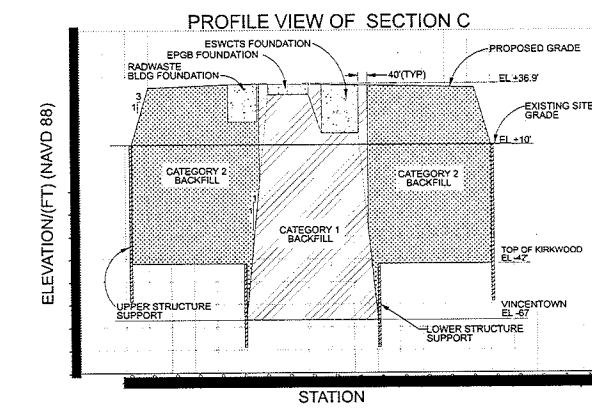 PROFILE VIEW OF SECTION C
ESWCTS FOUNDATION
EPGB FOUNDATION
RADWASTE
BLDG FOUNDATION
40'(TYP)
PROPOSED GRADE
EL +36.9'
3
1
EXISTING SITE
GRADE
EL +10'
CATEGORY 2
BACKFILL
CATEGORY 2
BACKFILL
1
1
CATEGORY 1
BACKFILL
TOP OF KIRKWOOD
EL -47'
UPPER STRUCTURE
SUPPORT
VINCENTOWN
EL -67
LOWER STRUCTURE
SUPPORT
ELEVATION/(FT) (NAVD 88)
STATION